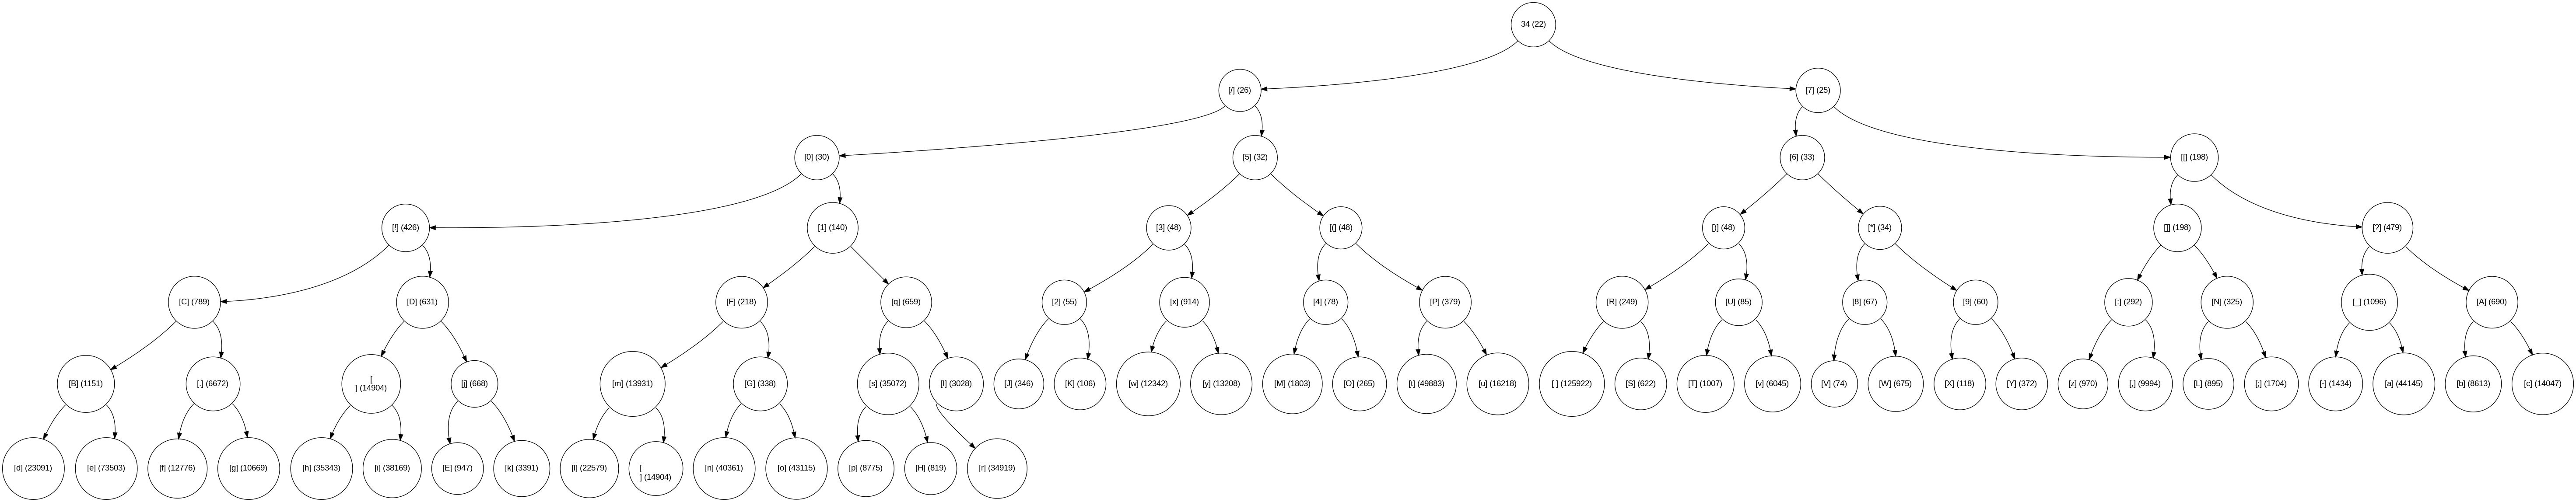 34 (22)
[/] (26)
[7] (25)
[0] (30)
[5] (32)
[6] (33)
[[] (198)
[!] (426)
[1] (140)
[3] (48)
[(] (48)
[)] (48)
[*] (34)
[]] (198)
[?] (479)
[C] (789)
[D] (631)
[F] (218)
[q] (659)
[2] (55)
[x] (914)
[4] (78)
[P] (379)
[R] (249)
[U] (85)
[8] (67)
[9] (60)
[:] (292)
[N] (325)
[_] (1096)
[A] (690)
[B] (1151)
[.] (6672)
[
] (14904)
[j] (668)
[m] (13931)
[G] (338)
[s] (35072)
[I] (3028)
[J] (346)
[K] (106)
[w] (12342)
[y] (13208)
[M] (1803)
[O] (265)
[t] (49883)
[u] (16218)
[ ] (125922)
[S] (622)
[T] (1007)
[v] (6045)
[V] (74)
[W] (675)
[X] (118)
[Y] (372)
[z] (970)
[,] (9994)
[L] (895)
[;] (1704)
[-] (1434)
[a] (44145)
[b] (8613)
[c] (14047)
[d] (23091)
[e] (73503)
[f] (12776)
[g] (10669)
[h] (35343)
[i] (38169)
[E] (947)
[k] (3391)
[l] (22579)
[
] (14904)
[n] (40361)
[o] (43115)
[p] (8775)
[H] (819)
[r] (34919)